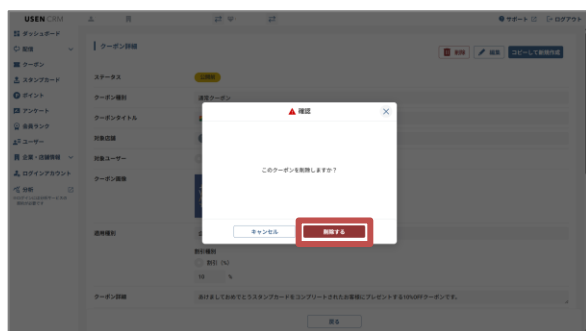 USEN CRM
サポート
ログアウト
ダッシュボード
配信
クーポン
スタンプカード
ポイント
アンケート
会員ランク
ユーザー
企業・店舗情報
ログインアカウント
分析
クーポン詳細
削除
編集
コピーして新規作成
ステータス
公開前
クーポン種別
通常クーポン
クーポンタイトル
対象店舗
対象ユーザー
クーポン画像
確認
このクーポンを削除しますか？
キャンセル
削除する
適用種別
割引種別
割引（%）
10 %
クーポン詳細
あけましておめでとうスタンプカードをコンプリートされたお客様にプレゼントする10%OFFクーポンです。
戻る